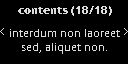 contents (18/18)
< interdum non laoreet >
sed, aliquet non.